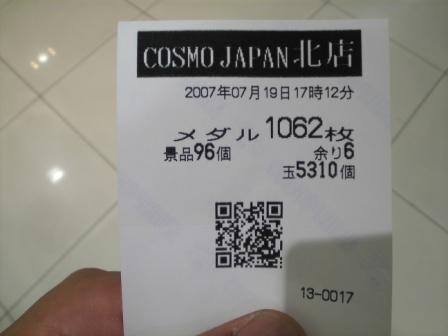 COSMO JAPAN北店
2007年07月19日17時12分
メダル1062枚
景品96個 余り6
玉5310個
13-0017